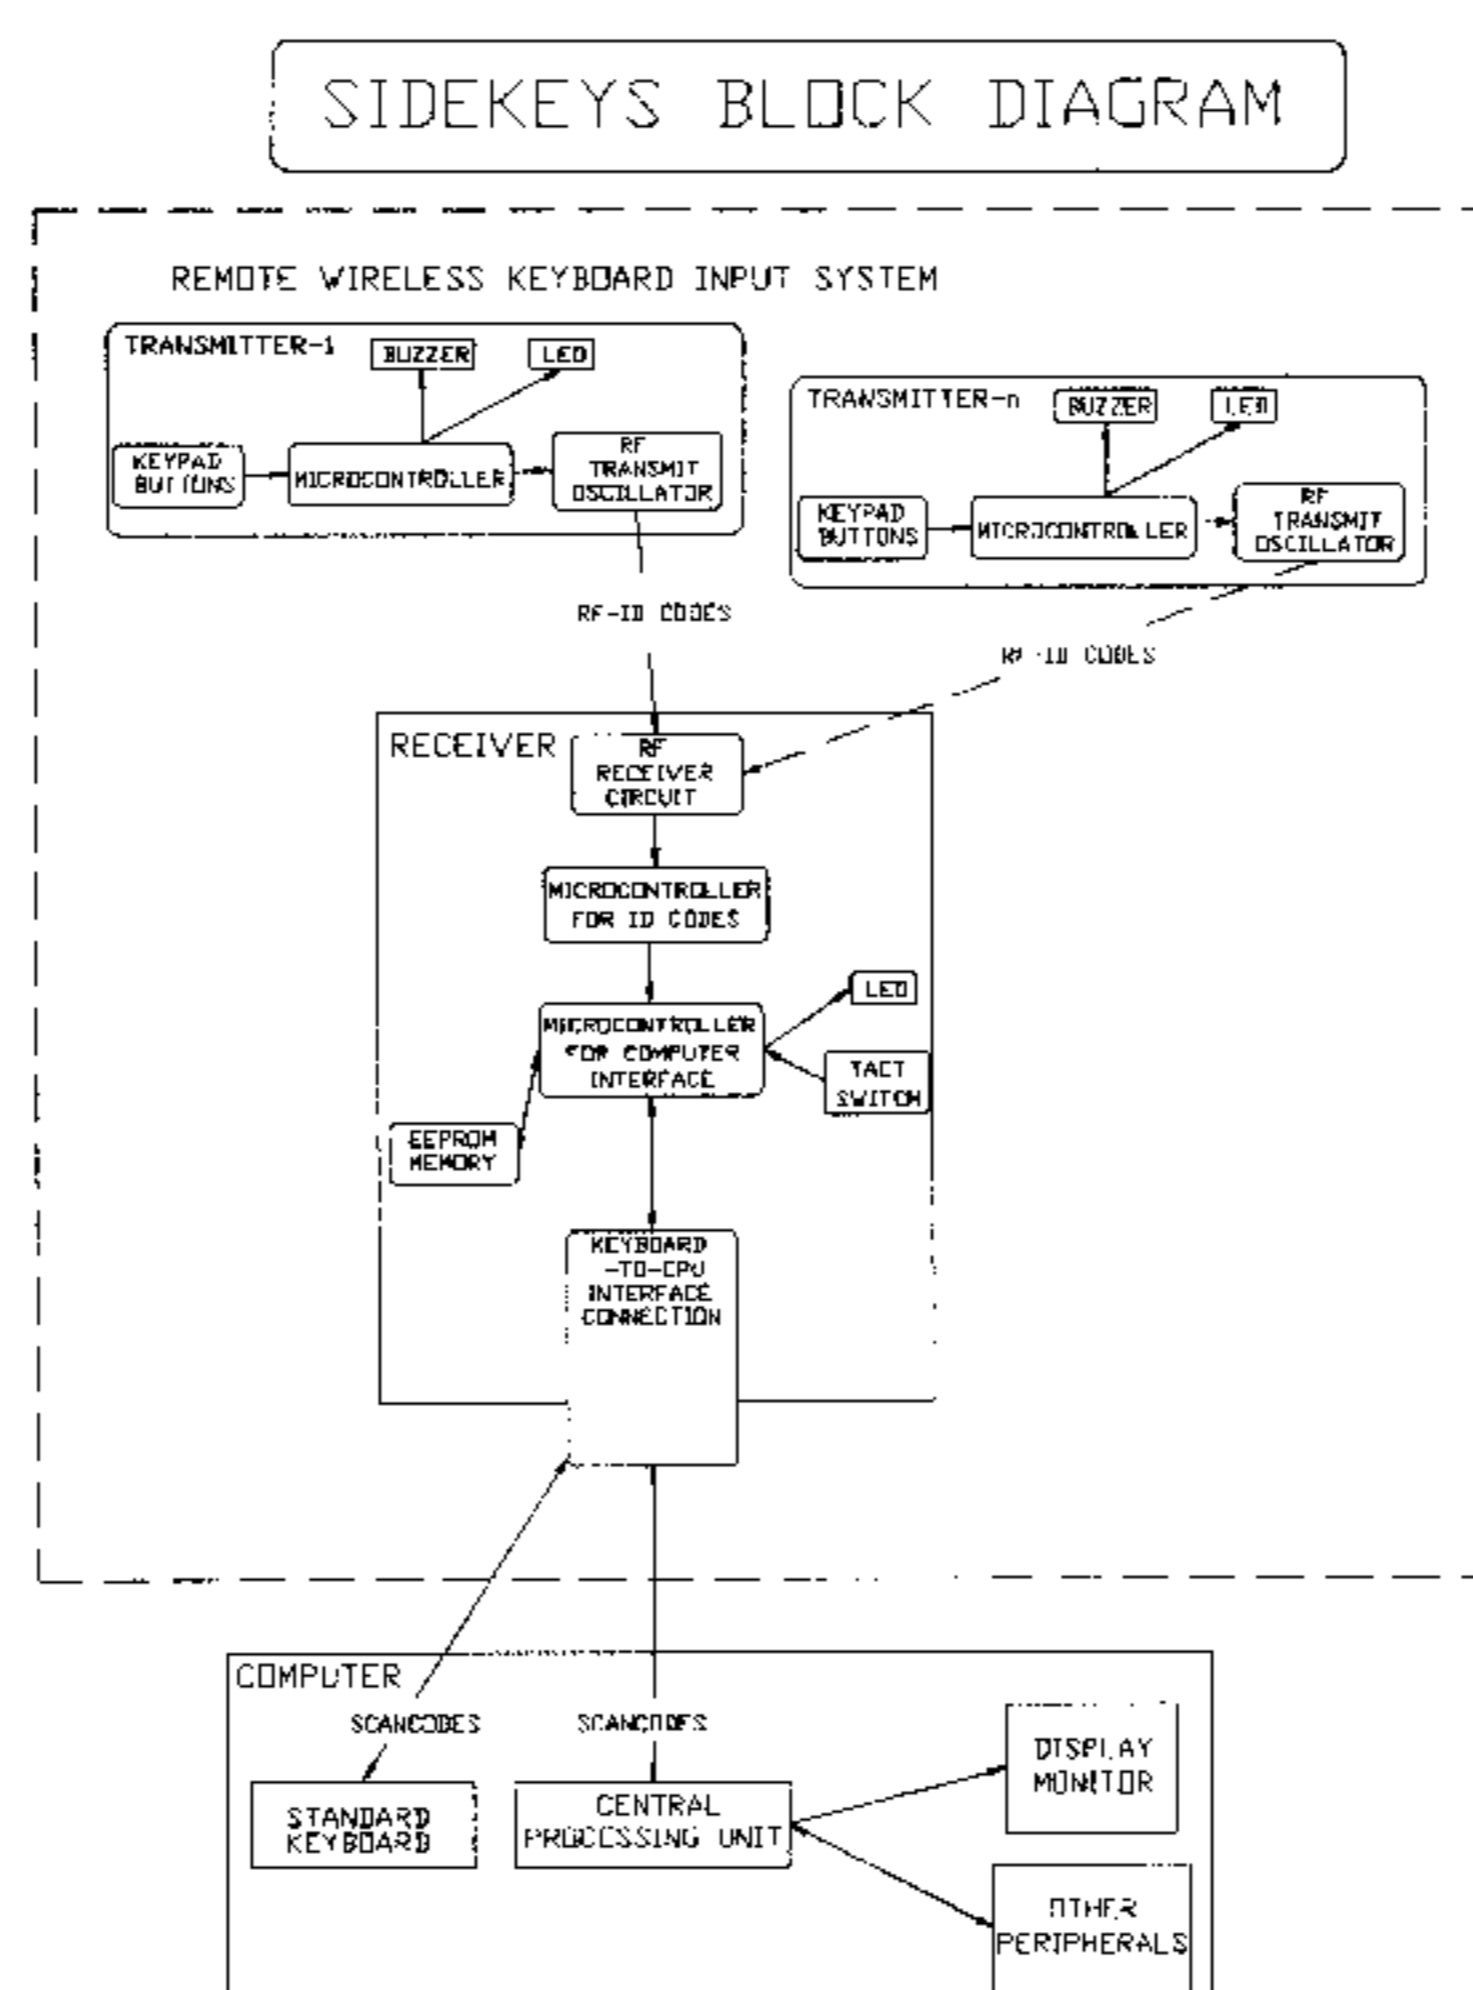 SIDEKEYS BLOCK DIAGRAM
REMOTE WIRELESS KEYBOARD INPUT SYSTEM
TRANSMITTER-1
BUZZER
LED
KEYPAD
BUTTONS
MICROCONTROLLER
RF
TRANSMIT
OSCILLATOR
TRANSMITTER-n
BUZZER
LED
KEYPAD
BUTTONS
MICROCONTROLLER
RF
TRANSMIT
OSCILLATOR
RF-ID CODES
RF-ID CODES
RECEIVER
RF
RECEIVER
CIRCUIT
MICROCONTROLLER
FOR ID CODES
MICROCONTROLLER
FOR COMPUTER
INTERFACE
LED
TACT
SWITCH
EEPROM
MEMORY
KEYBOARD
-TO-CPU
INTERFACE
CONNECTION
COMPUTER
SCANCODES
SCANCODES
STANDARD
KEYBOARD
CENTRAL
PROCESSING UNIT
DISPLAY
MONITOR
OTHER
PERIPHERALS